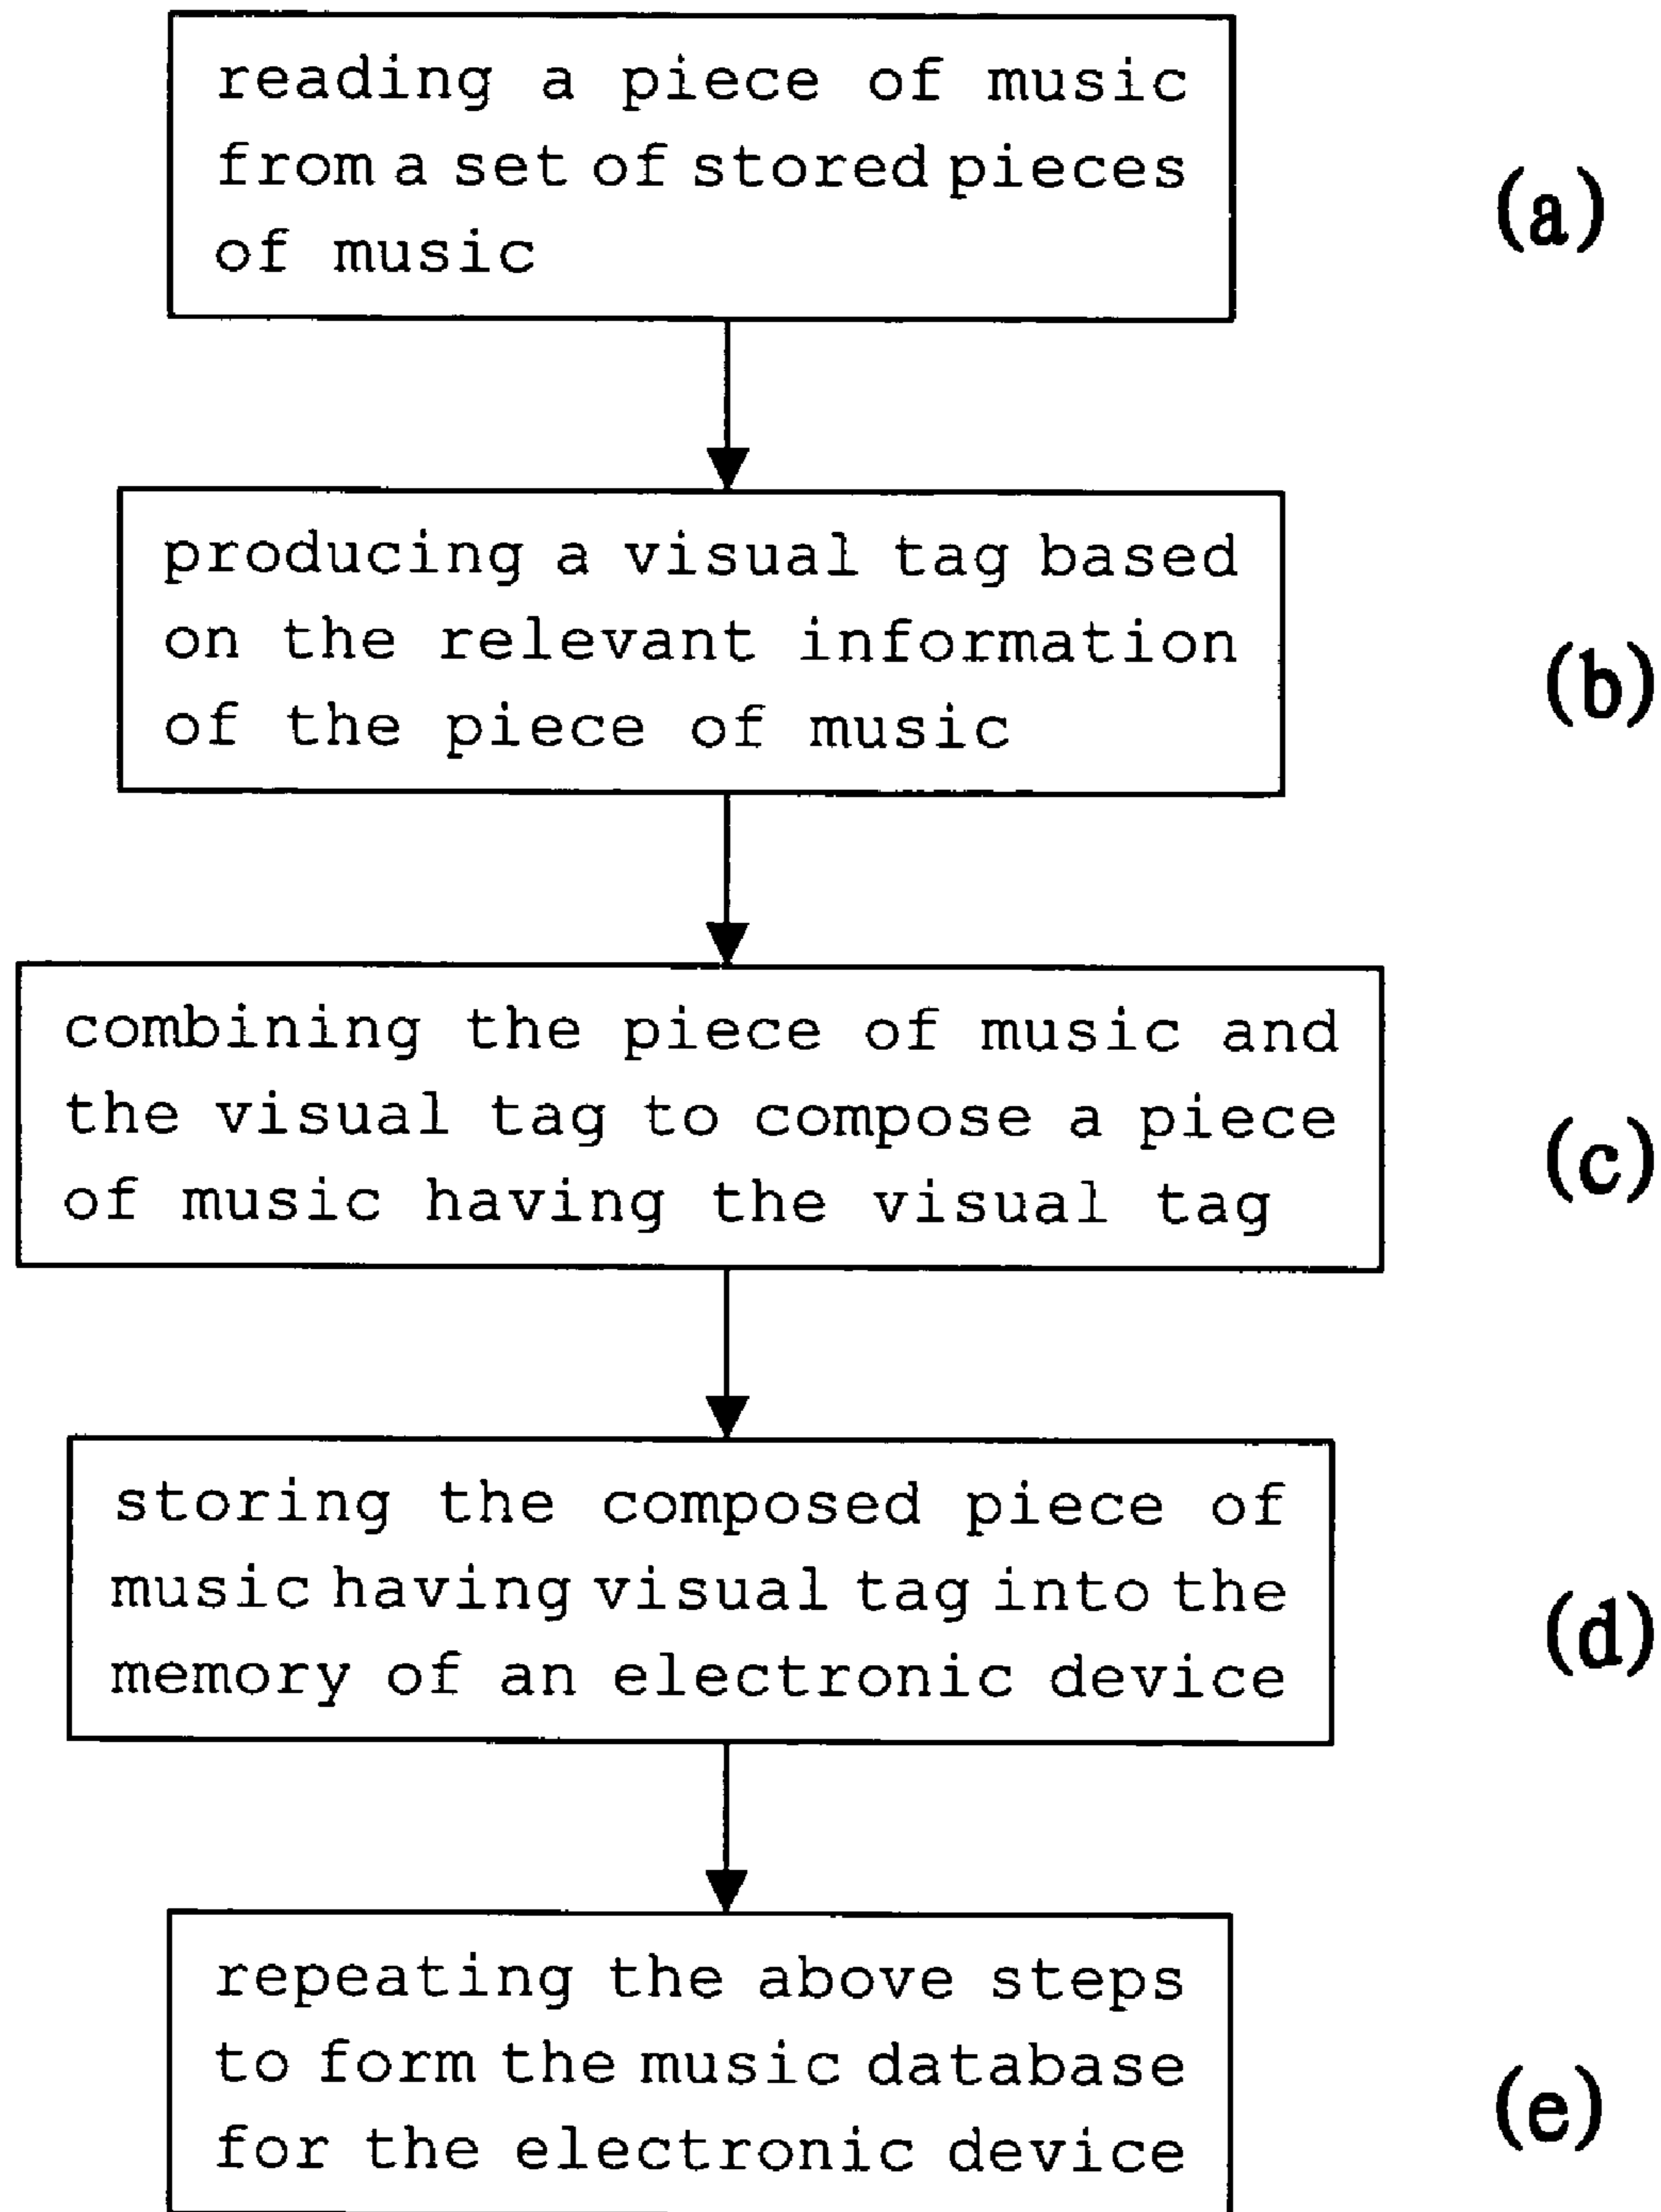 reading a piece of music
from a set of stored pieces
of music
(a)
producing a visual tag based
on the relevant information
of the piece of music
(b)
combining the piece of music and
the visual tag to compose a piece
of music having the visual tag
(c)
storing the composed piece of
music having visual tag into the
memory of an electronic device
(d)
repeating the above steps
to form the music database
for the electronic device
(e)